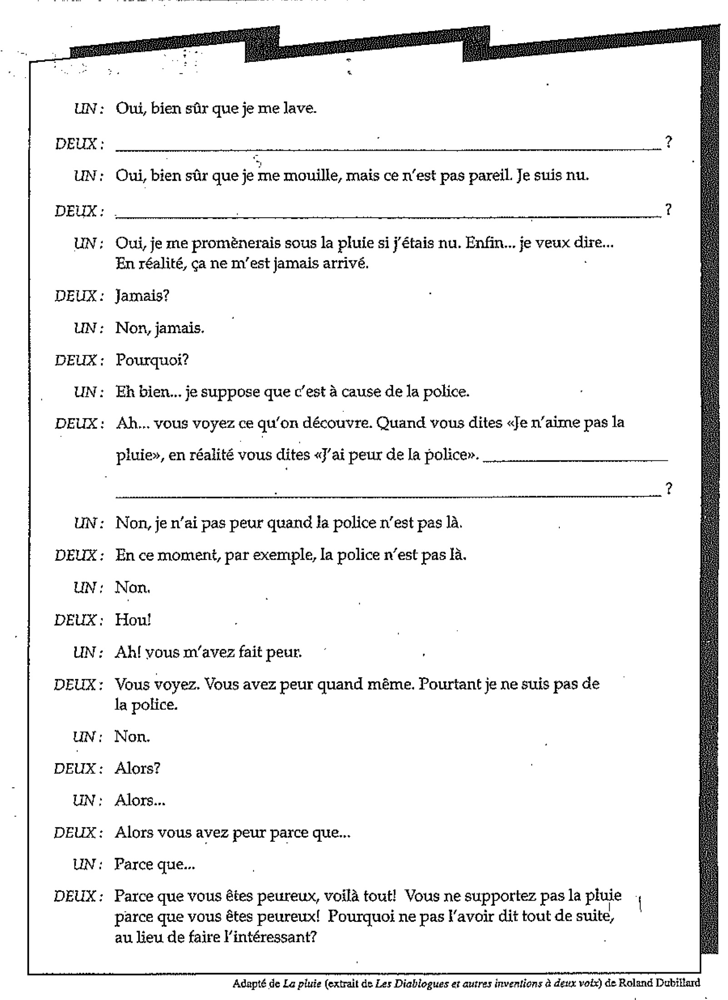 UN : Oui, bien sûr que je me lave.
DEUX : ?
UN : Oui, bien sûr que je me mouille, mais ce n'est pas pareil. Je suis nu.
DEUX : ?
UN : Oui, je me promènerais sous la pluie si j'étais nu. Enfin... je veux dire...
En réalité, ça ne m'est jamais arrivé.
DEUX : Jamais?
UN : Non, jamais.
DEUX : Pourquoi?
UN : Eh bien... je suppose que c'est à cause de la police.
DEUX : Ah... vous voyez ce qu'on découvre. Quand vous dites «Je n'aime pas la
pluie», en réalité vous dites «J'ai peur de la police».
?
UN : Non, je n'ai pas peur quand la police n'est pas là.
DEUX : En ce moment, par exemple, la police n'est pas là.
UN : Non.
DEUX : Hou!
UN : Ah! vous m'avez fait peur.
DEUX : Vous voyez. Vous avez peur quand même. Pourtant je ne suis pas de
la police.
UN : Non.
DEUX : Alors?
UN : Alors...
DEUX : Alors vous avez peur parce que...
UN : Parce que...
DEUX : Parce que vous êtes peureux, voilà tout! Vous ne supportez pas la pluie
parce que vous êtes peureux! Pourquoi ne pas l'avoir dit tout de suite,
au lieu de faire l'intéressant?
Adapté de La pluie (extrait de Les Diablogues et autres inventions à deux voix) de Roland Dubillard